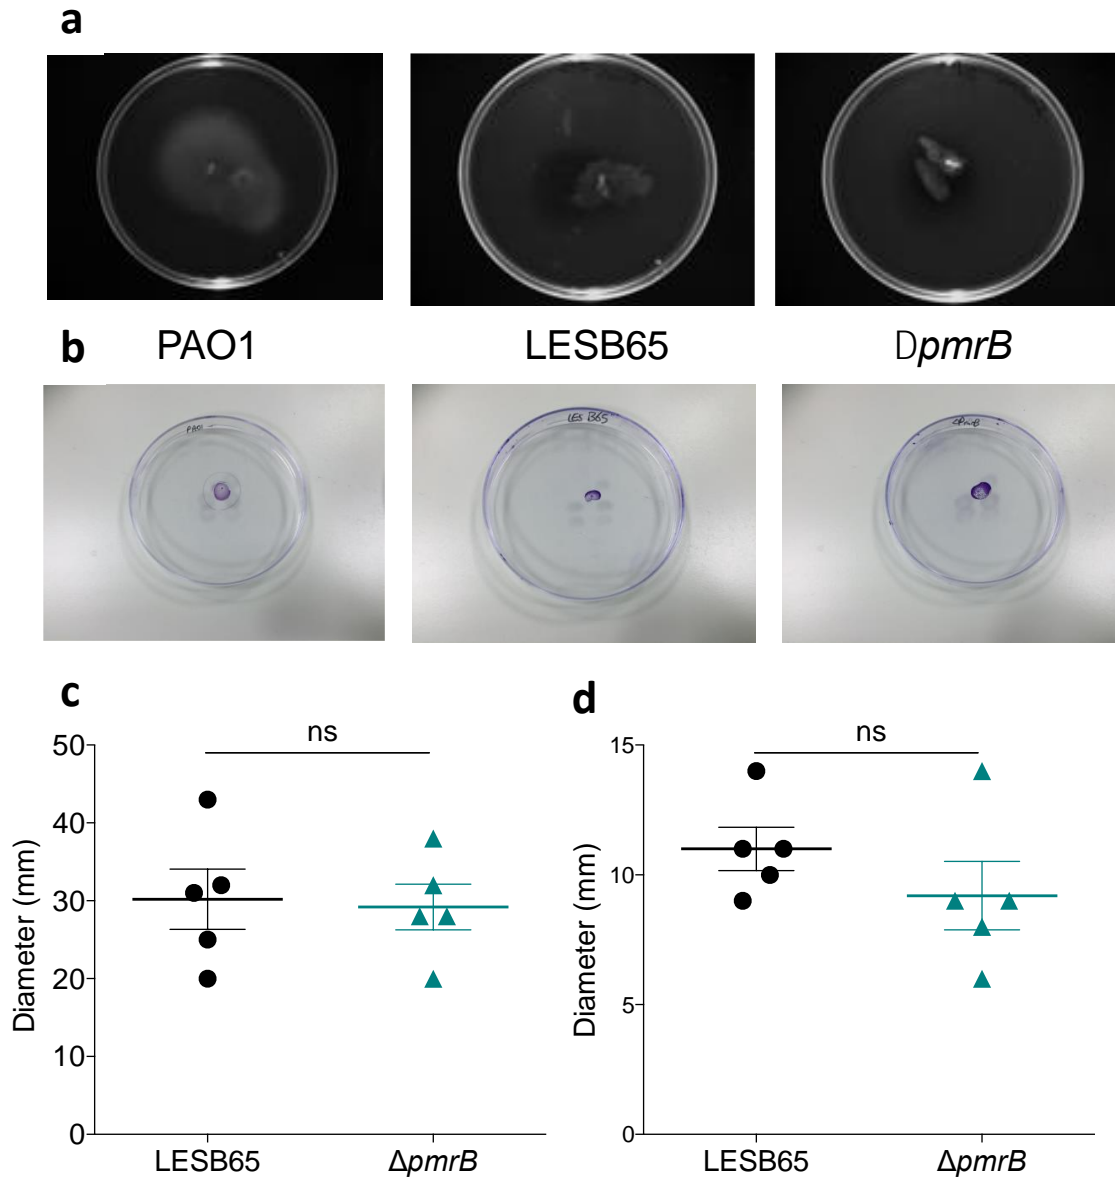 a
PAO1
LESB65
DpmrB
b
PAO1
LES B65
c
ns
50
40
30
20
10
0
Diameter (mm)
LESB65
ΔpmrB
d
ns
15
10
5
0
Diameter (mm)
LESB65
ΔpmrB